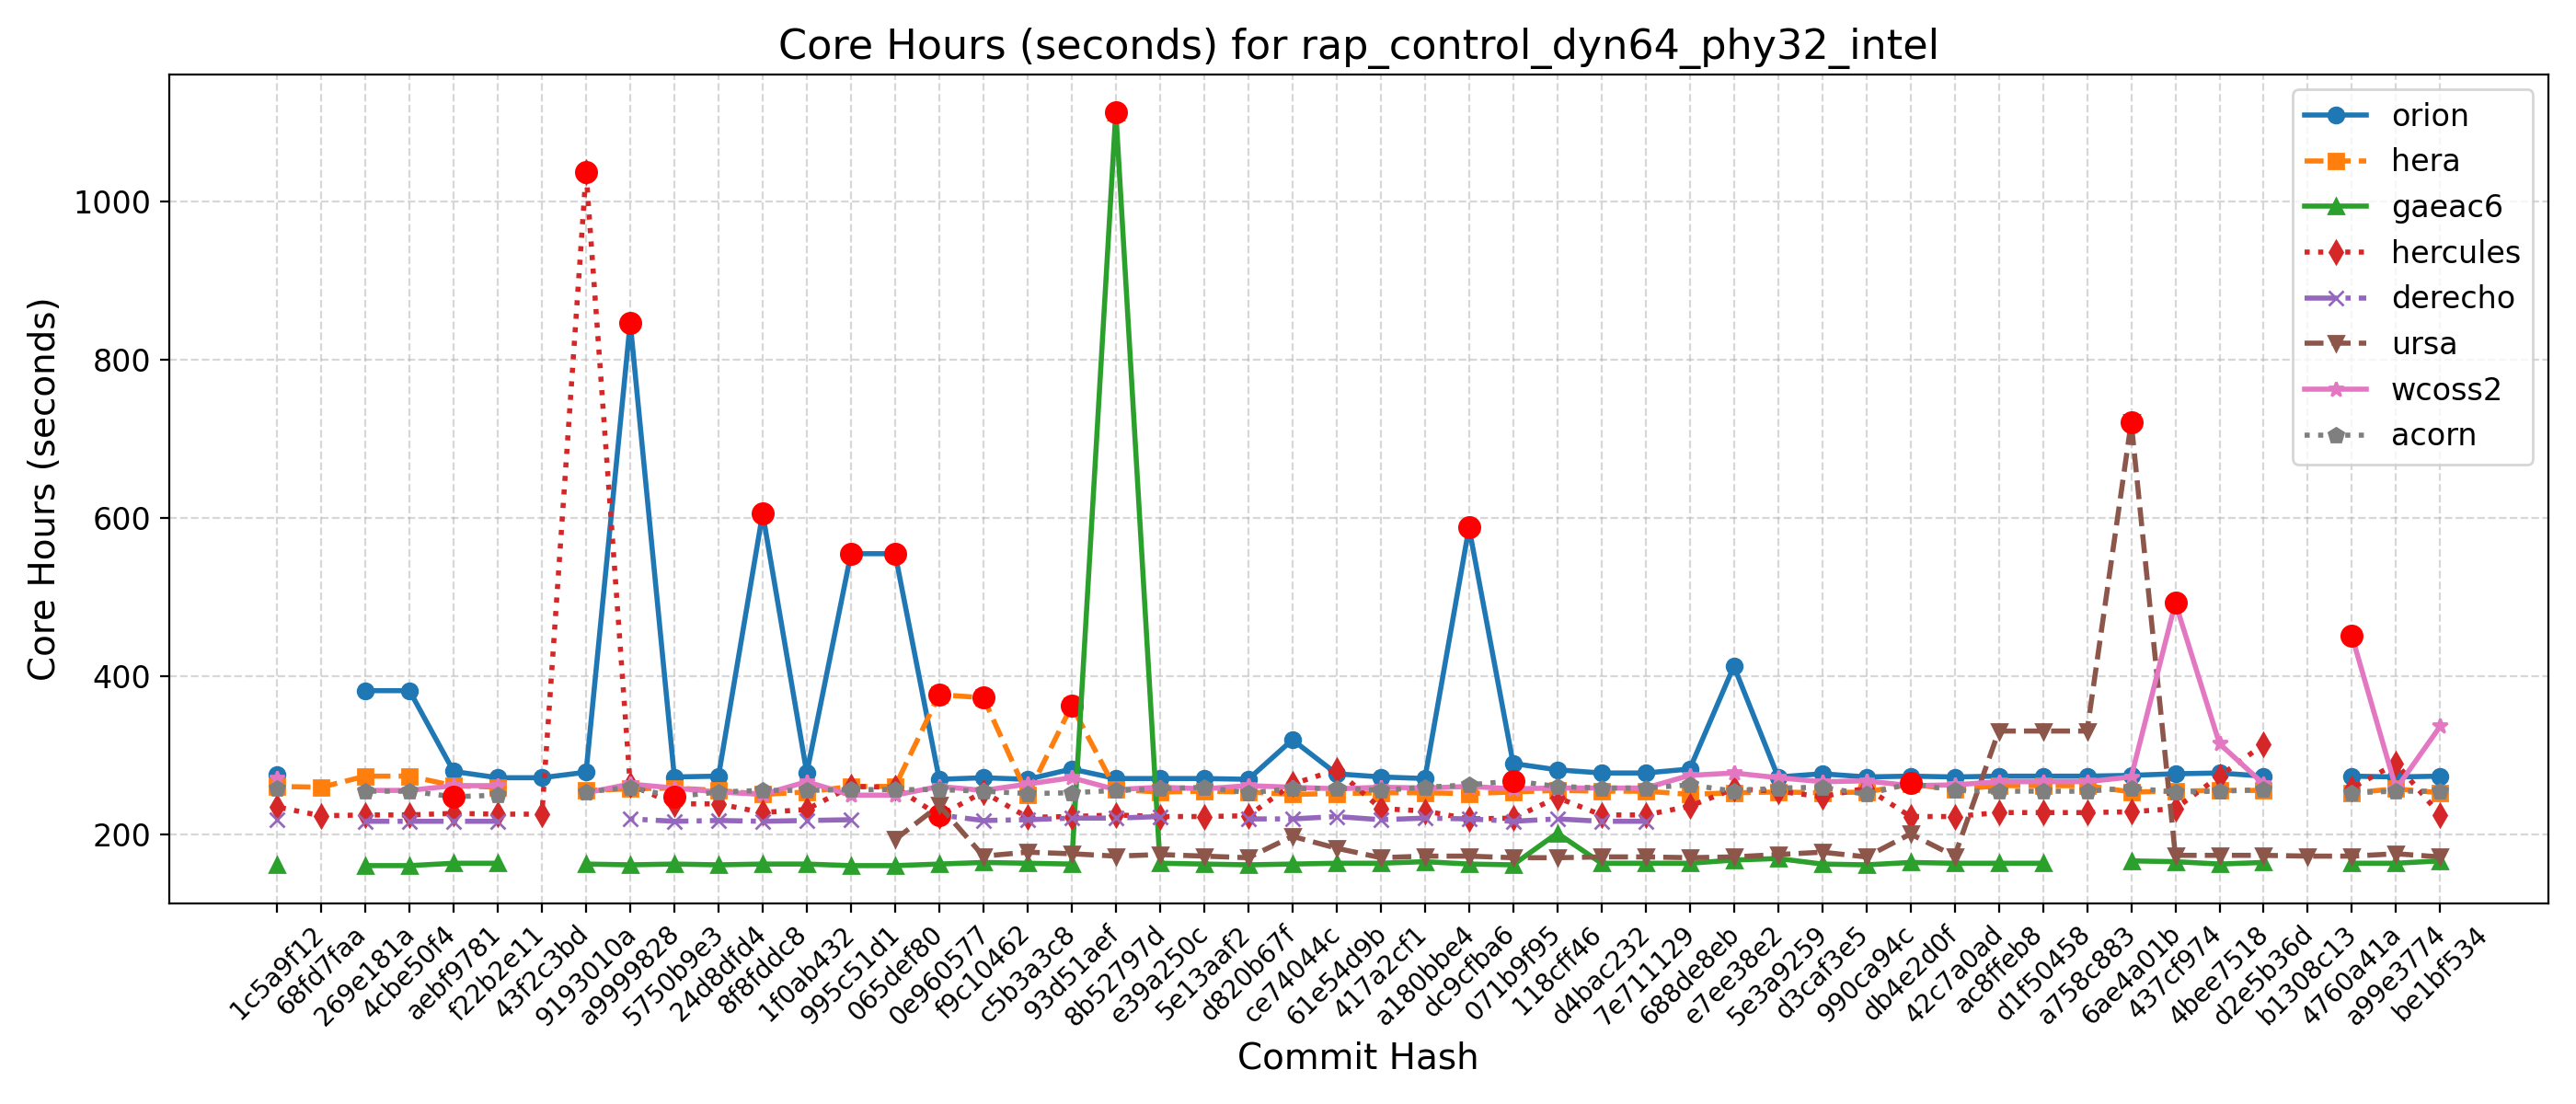 Core Hours (seconds) for rap_control_dyn64_phy32_intel
Core Hours (seconds)
1000
800
600
400
200
orion
hera
gaeac6
hercules
derecho
ursa
wcoss2
acorn
1c5a9f12
68fd7faa
269e181a
4cbe50f4
aebf9781
f22b2e11
43f2c3bd
9193010a
a9999828
5750b9e3
24d8dfd4
8f8fddc8
1f0ab432
995c51d1
065def80
0e960577
f9c10462
c5b3a3c8
93d51aef
8b52797d
e39a250c
5e13aaf2
d820b67f
ce74044c
61e54d9b
417a2cf1
a180bbe4
dc9cfba6
071b9f95
118cff46
d4bac232
7e711129
688de8eb
e7ee38e2
5e3a9259
d3caf3e5
990ca94c
db4e2d0f
42c7a0ad
ac8ffeb8
d1f50458
a758c883
6ae4a01b
437cf974
4bee7518
d2e5b36d
b1308c13
4760a41a
a99e3774
be1bf534
Commit Hash